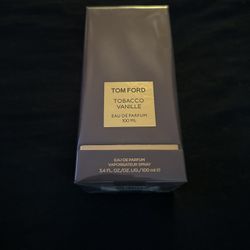 TOM FORD
TOBACCO
VANILLE
EAU DE PARFUM
100 ML
EAU DE PARFUM
VAPORISATEUR SPRAY
3.4 FL.OZ./OZ. LIQ./100 ml ℮